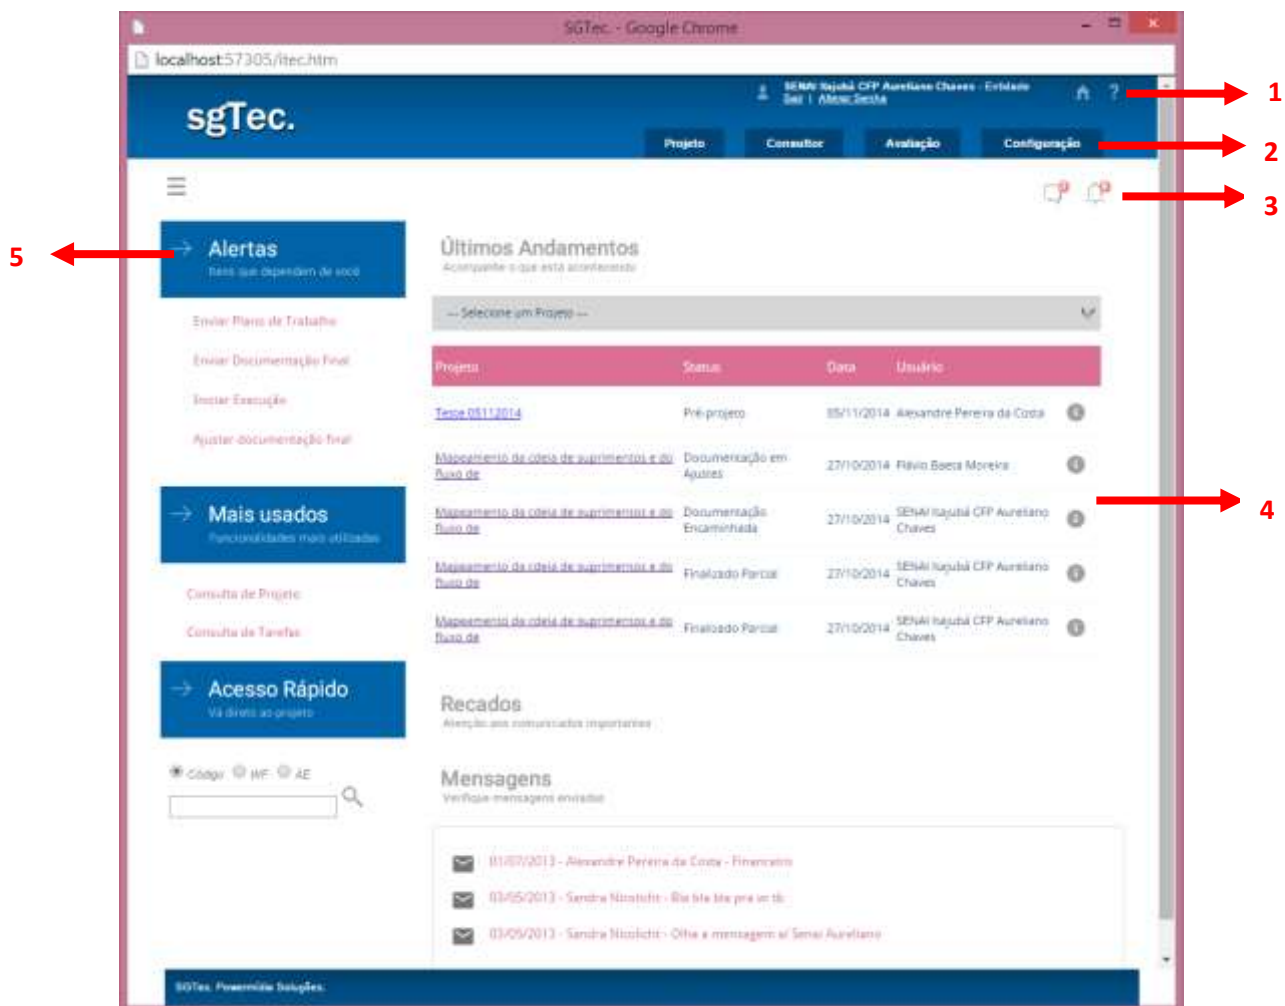 SGTec. - Google Chrome
localhost:57305/itec.htm
sgTec.
SENAI Itajubá CFP Aureliano Chaves - Entidade
Sair | Alterar Senha
?
1
Projeto
Consultor
Avaliação
Configuração
2
3
5
Alertas
Itens que dependem de você
Enviar Plano de Trabalho
Enviar Documentação Final
Iniciar Execução
Ajustar documentação final
Mais usados
Funcionalidades mais utilizadas
Consulta de Projeto
Consulta de Tarefas
Acesso Rápido
Vá direto ao projeto
Código WF AE
Últimos Andamentos
Acompanhe o que está acontecendo
--- Selecione um Projeto ---
Projeto Status Data Usuário
Teste 05112014 Pré-projeto 05/11/2014 Alexandre Pereira da Costa
Mapeamento da cdeia de suprimentos e do Documentação em 27/10/2014 Flávio Baeta Moreira
fluxo de Ajustes
Mapeamento da cdeia de suprimentos e do Documentação 27/10/2014 SENAI Itajubá CFP Aureliano
fluxo de Encaminhada Chaves
4
Mapeamento da cdeia de suprimentos e do Finalizado Parcial 27/10/2014 SENAI Itajubá CFP Aureliano
fluxo de Chaves
Mapeamento da cdeia de suprimentos e do Finalizado Parcial 27/10/2014 SENAI Itajubá CFP Aureliano
fluxo de Chaves
Recados
Atenção aos comunicados importantes
Mensagens
Verifique mensagens enviadas
01/07/2013 - Alexandre Pereira da Costa - Financeiro
03/05/2013 - Sandra - Bla bla bla pra vr tb
03/05/2013 - Sandra - Olha a mensagem aí Senai Aureliano
SGTec. Powermídia Soluções.